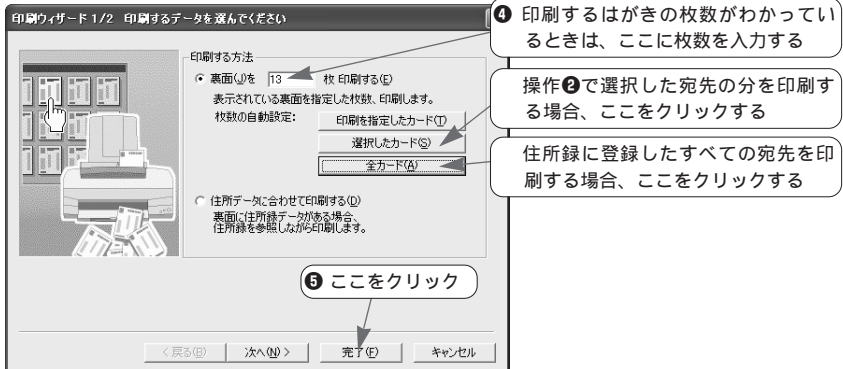 印刷ウィザード 1/2 印刷するデータを選んでください
❹ 印刷するはがきの枚数がわかってい
るときは、ここに枚数を入力する
印刷する方法
裏面(J)を 13 枚 印刷する(E)
表示されている裏面を指定した枚数、印刷します。
枚数の自動設定:
印刷を指定したカード(T)
選択したカード(S)
全カード(A)
操作❷で選択した宛先の分を印刷す
る場合、ここをクリックする
住所録に登録したすべての宛先を印
刷する場合、ここをクリックする
住所データに合わせて印刷する(D)
裏面に住所録データがある場合、
住所録を参照しながら印刷します。
❺ ここをクリック
< 戻る(B) 次へ(N) > 完了(F) キャンセル